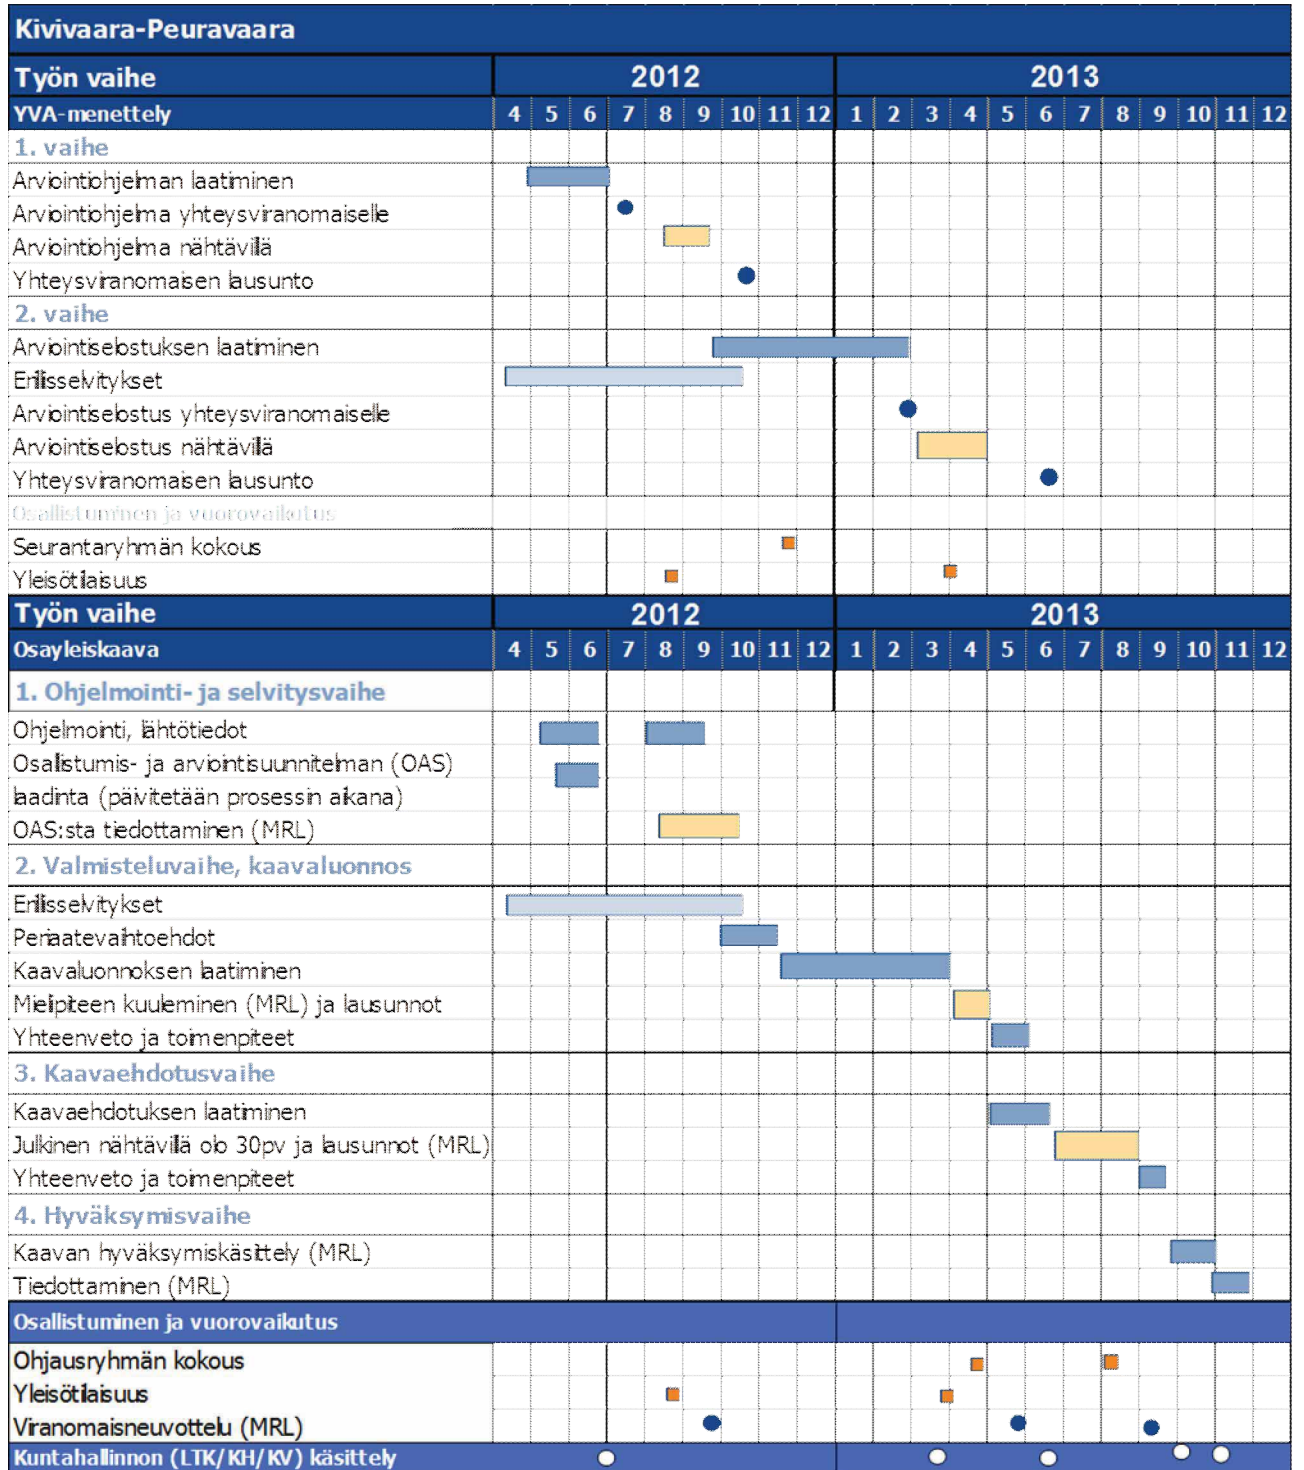 Kivivaara-Peuravaara
Työn vaihe 2012 2013
YVA-menettely 4 5 6 7 8 9 10 11 12 1 2 3 4 5 6 7 8 9 10 11 12
1. vaihe
Arviointiohjelman laatiminen
Arviointiohjelma yhteysviranomaiselle
Arviointiohjelma nähtävillä
Yhteysviranomaisen lausunto
2. vaihe
Arviointiselostuksen laatiminen
Erillisselvitykset
Arviointiselostus yhteysviranomaiselle
Arviointiselostus nähtävillä
Yhteysviranomaisen lausunto
Osallistuminen ja vuorovaikutus
Seurantaryhmän kokous
Yleisötilaisuus
Työn vaihe 2012 2013
Osayleiskaava 4 5 6 7 8 9 10 11 12 1 2 3 4 5 6 7 8 9 10 11 12
1. Ohjelmointi- ja selvitysvaihe
Ohjelmointi, lähtötiedot
Osallistumis- ja arviointisuunnitelman (OAS)
laadinta (päivitetään prosessin aikana)
OAS:sta tiedottaminen (MRL)
2. Valmisteluvaihe, kaavaluonnos
Erillisselvitykset
Periaatevaihtoehdot
Kaavaluonnoksen laatiminen
Mielipiteen kuuleminen (MRL) ja lausunnot
Yhteenveto ja toimenpiteet
3. Kaavaehdotusvaihe
Kaavaehdotuksen laatiminen
Julkinen nähtävillä olo 30pv ja lausunnot (MRL)
Yhteenveto ja toimenpiteet
4. Hyväksymisvaihe
Kaavan hyväksymiskäsittely (MRL)
Tiedottaminen (MRL)
Osallistuminen ja vuorovaikutus
Ohjausryhmän kokous
Yleisötilaisuus
Viranomaisneuvottelu (MRL)
Kuntahallinnon (LTK/KH/KV) käsittely